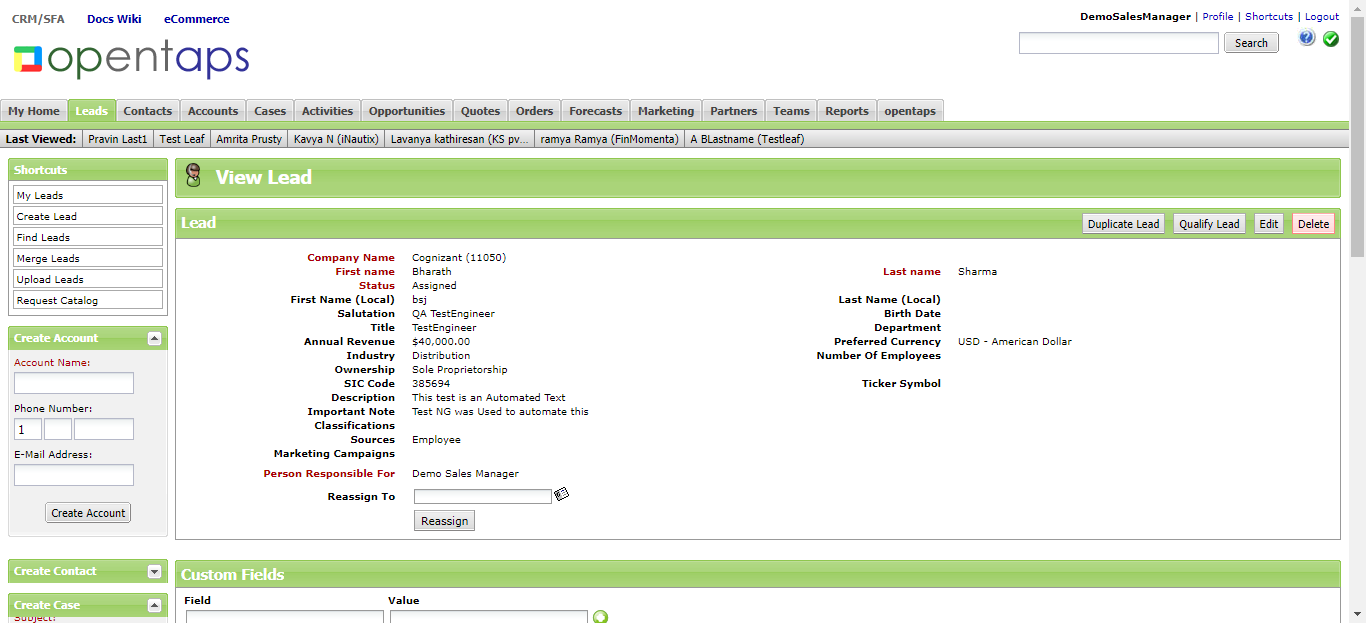 CRM/SFA Docs Wiki eCommerce
DemoSalesManager | Profile | Shortcuts | Logout
opentaps
Search
My Home Leads Contacts Accounts Cases Activities Opportunities Quotes Orders Forecasts Marketing Partners Teams Reports opentaps
Last Viewed: Pravin Last1 Test Leaf Amrita Prusty Kavya N (iNautix) Lavanya kathiresan (KS pv... ramya Ramya (FinMomenta) A BLastname (Testleaf)
Shortcuts
My Leads
Create Lead
Find Leads
Merge Leads
Upload Leads
Request Catalog
Create Account
Account Name:
Phone Number:
1
E-Mail Address:
Create Account
Create Contact
Create Case
Subject:
View Lead
Lead Duplicate Lead Qualify Lead Edit Delete
Company Name Cognizant (11050)
First name Bharath Last name Sharma
Status Assigned
First Name (Local) bsj Last Name (Local)
Salutation QA TestEngineer Birth Date
Title TestEngineer Department
Annual Revenue $40,000.00 Preferred Currency USD - American Dollar
Industry Distribution Number Of Employees
Ownership Sole Proprietorship
SIC Code 385694 Ticker Symbol
Description This test is an Automated Text
Important Note Test NG was Used to automate this
Classifications
Sources Employee
Marketing Campaigns
Person Responsible For Demo Sales Manager
Reassign To
Reassign
Custom Fields
Field Value